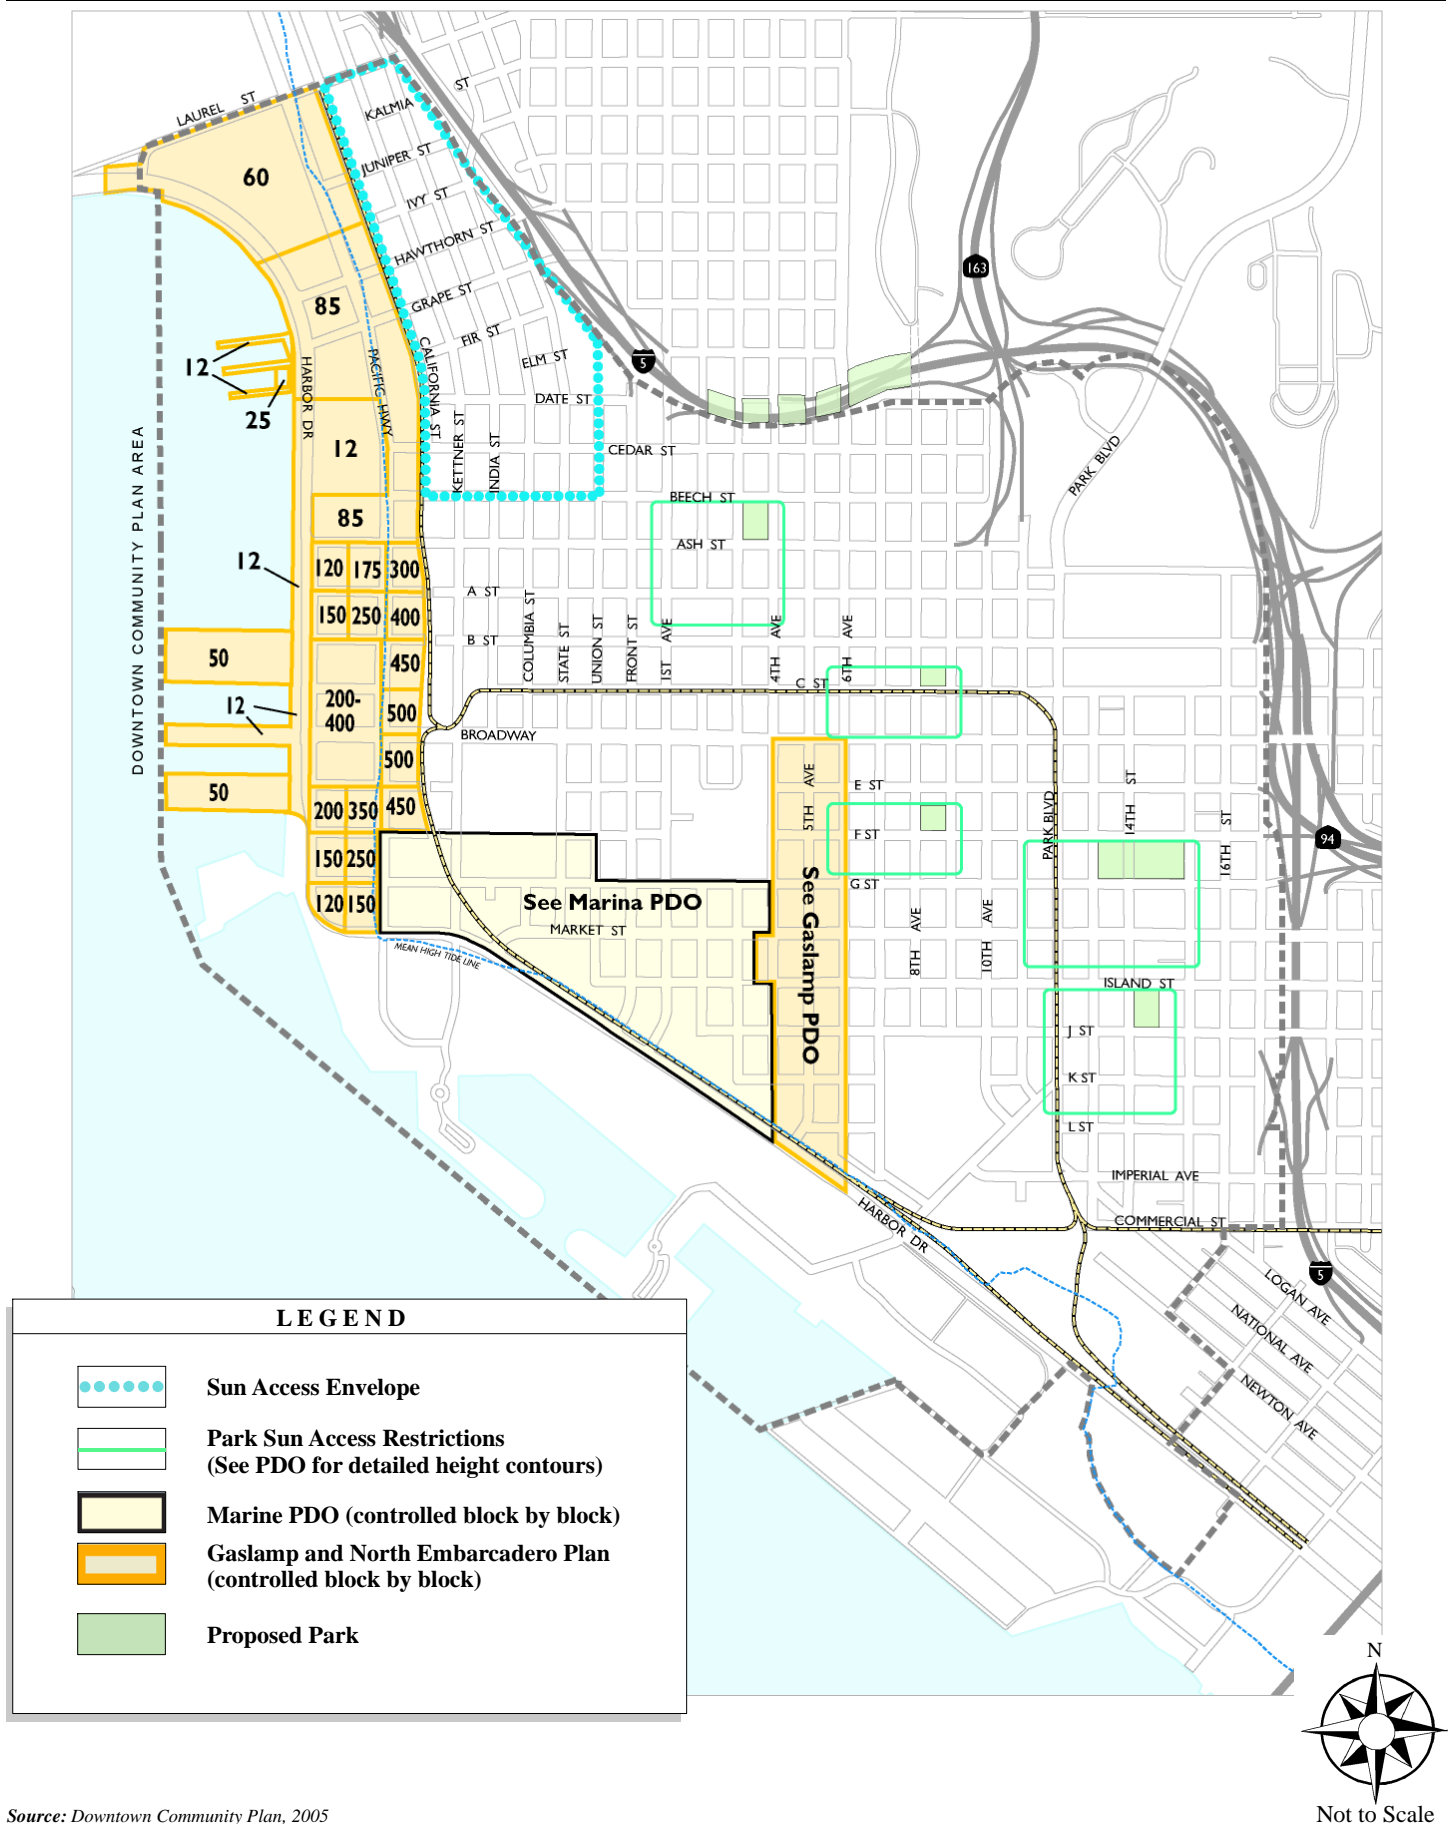 LAUREL ST
ST
KALMIA
JUNIPER ST
IVY ST
HAWTHORN ST
GRAPE ST
FIR ST
ELM ST
DATE ST
CEDAR ST
BEECH ST
ASH ST
A ST
B ST
C ST
BROADWAY
E ST
F ST
G ST
MARKET ST
ISLAND ST
J ST
K ST
L ST
IMPERIAL AVE
COMMERCIAL ST
LOGAN AVE
NATIONAL AVE
NEWTON AVE
HARBOR DR
PACIFIC HWY
CALIFORNIA ST
KETTNER ST
INDIA ST
COLUMBIA ST
STATE ST
UNION ST
FRONT ST
1ST AVE
4TH AVE
5TH AVE
6TH AVE
8TH AVE
10TH AVE
PARK BLVD
PARK BLVD
14TH ST
16TH ST
HARBOR DR
163
5
94
5
60
85
12
25
12
85
12
120 175 300
150 250 400
50
450
12
200-
400
500
500
50
200 350 450
150 250
120 150
DOWNTOWN COMMUNITY PLAN AREA
MEAN HIGH TIDE LINE
See Marina PDO
See Gaslamp PDO
LEGEND
Sun Access Envelope
Park Sun Access Restrictions
(See PDO for detailed height contours)
Marine PDO (controlled block by block)
Gaslamp and North Embarcadero Plan
(controlled block by block)
Proposed Park
N
Not to Scale
Source: Downtown Community Plan, 2005